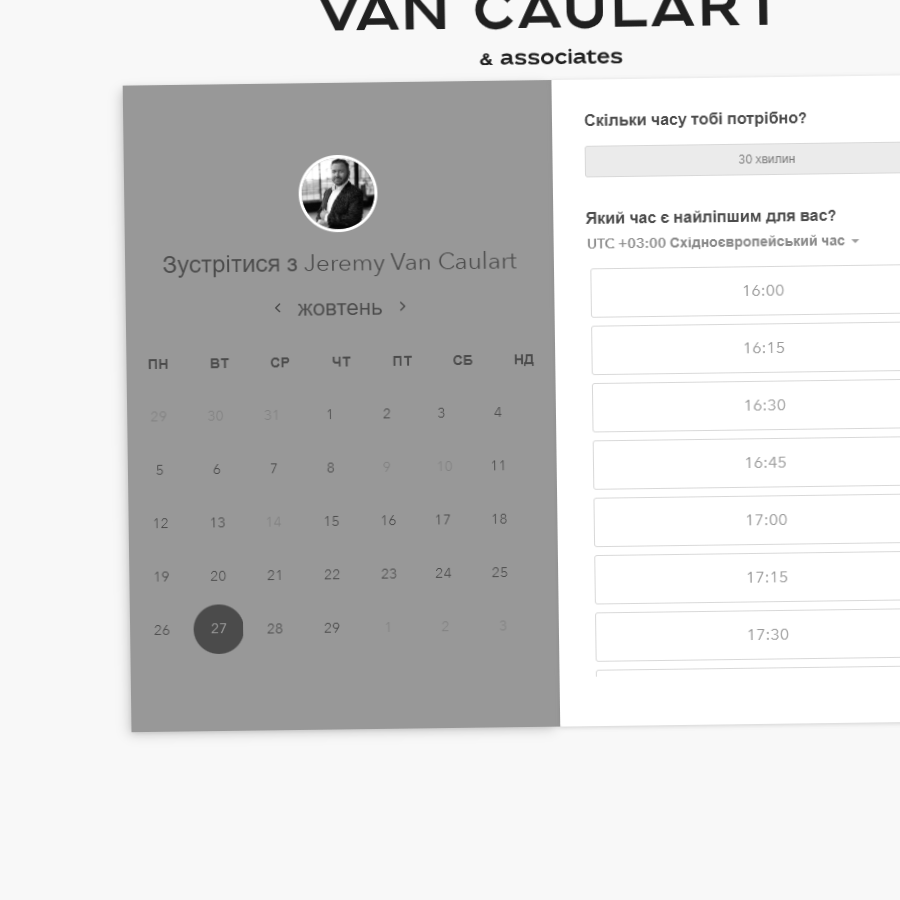 VAN CAULART
& associates
Зустрітися з Jeremy Van Caulart
жовтень
ПН ВТ СР ЧТ ПТ СБ НД
29 30 31 1 2 3 4
5 6 7 8 9 10 11
12 13 14 15 16 17 18
19 20 21 22 23 24 25
26 27 28 29 1 2 3
Скільки часу тобі потрібно?
30 хвилин
Який час є найліпшим для вас?
UTC +03:00 Східноєвропейський час
16:00
16:15
16:30
16:45
17:00
17:15
17:30